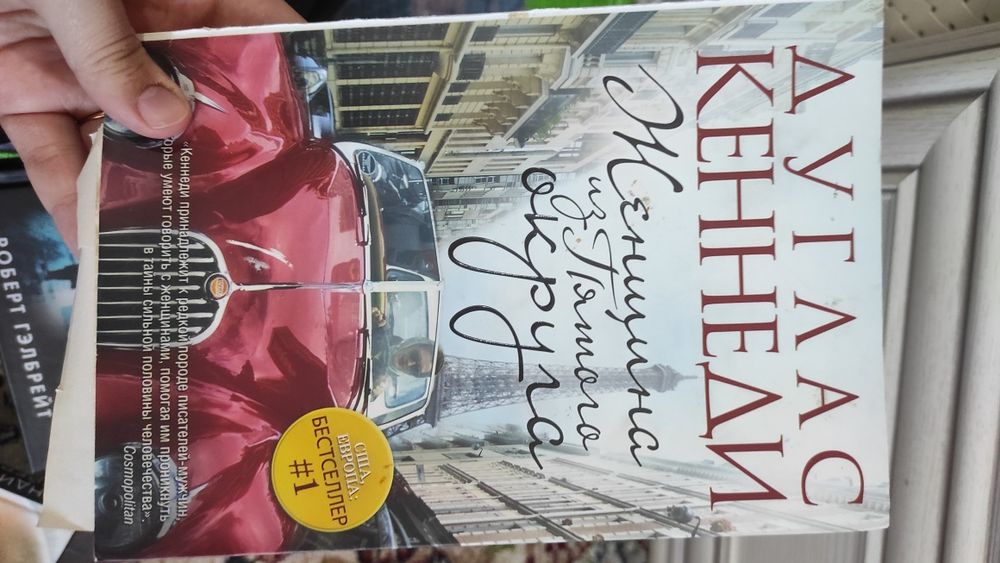 ДУГЛАС
КЕННЕДИ
Женщина
из Пятого
округа
США,
ЕВРОПА:
БЕСТСЕЛЛЕР
#1
«Кеннеди принадлежит к редкой породе писателей-мужчин,
которые умеют говорить с женщинами, помогая им проникнуть
в тайны сильной половины человечества».
Cosmopolitan
РОБЕРТ ГЭЛБРЕЙТ